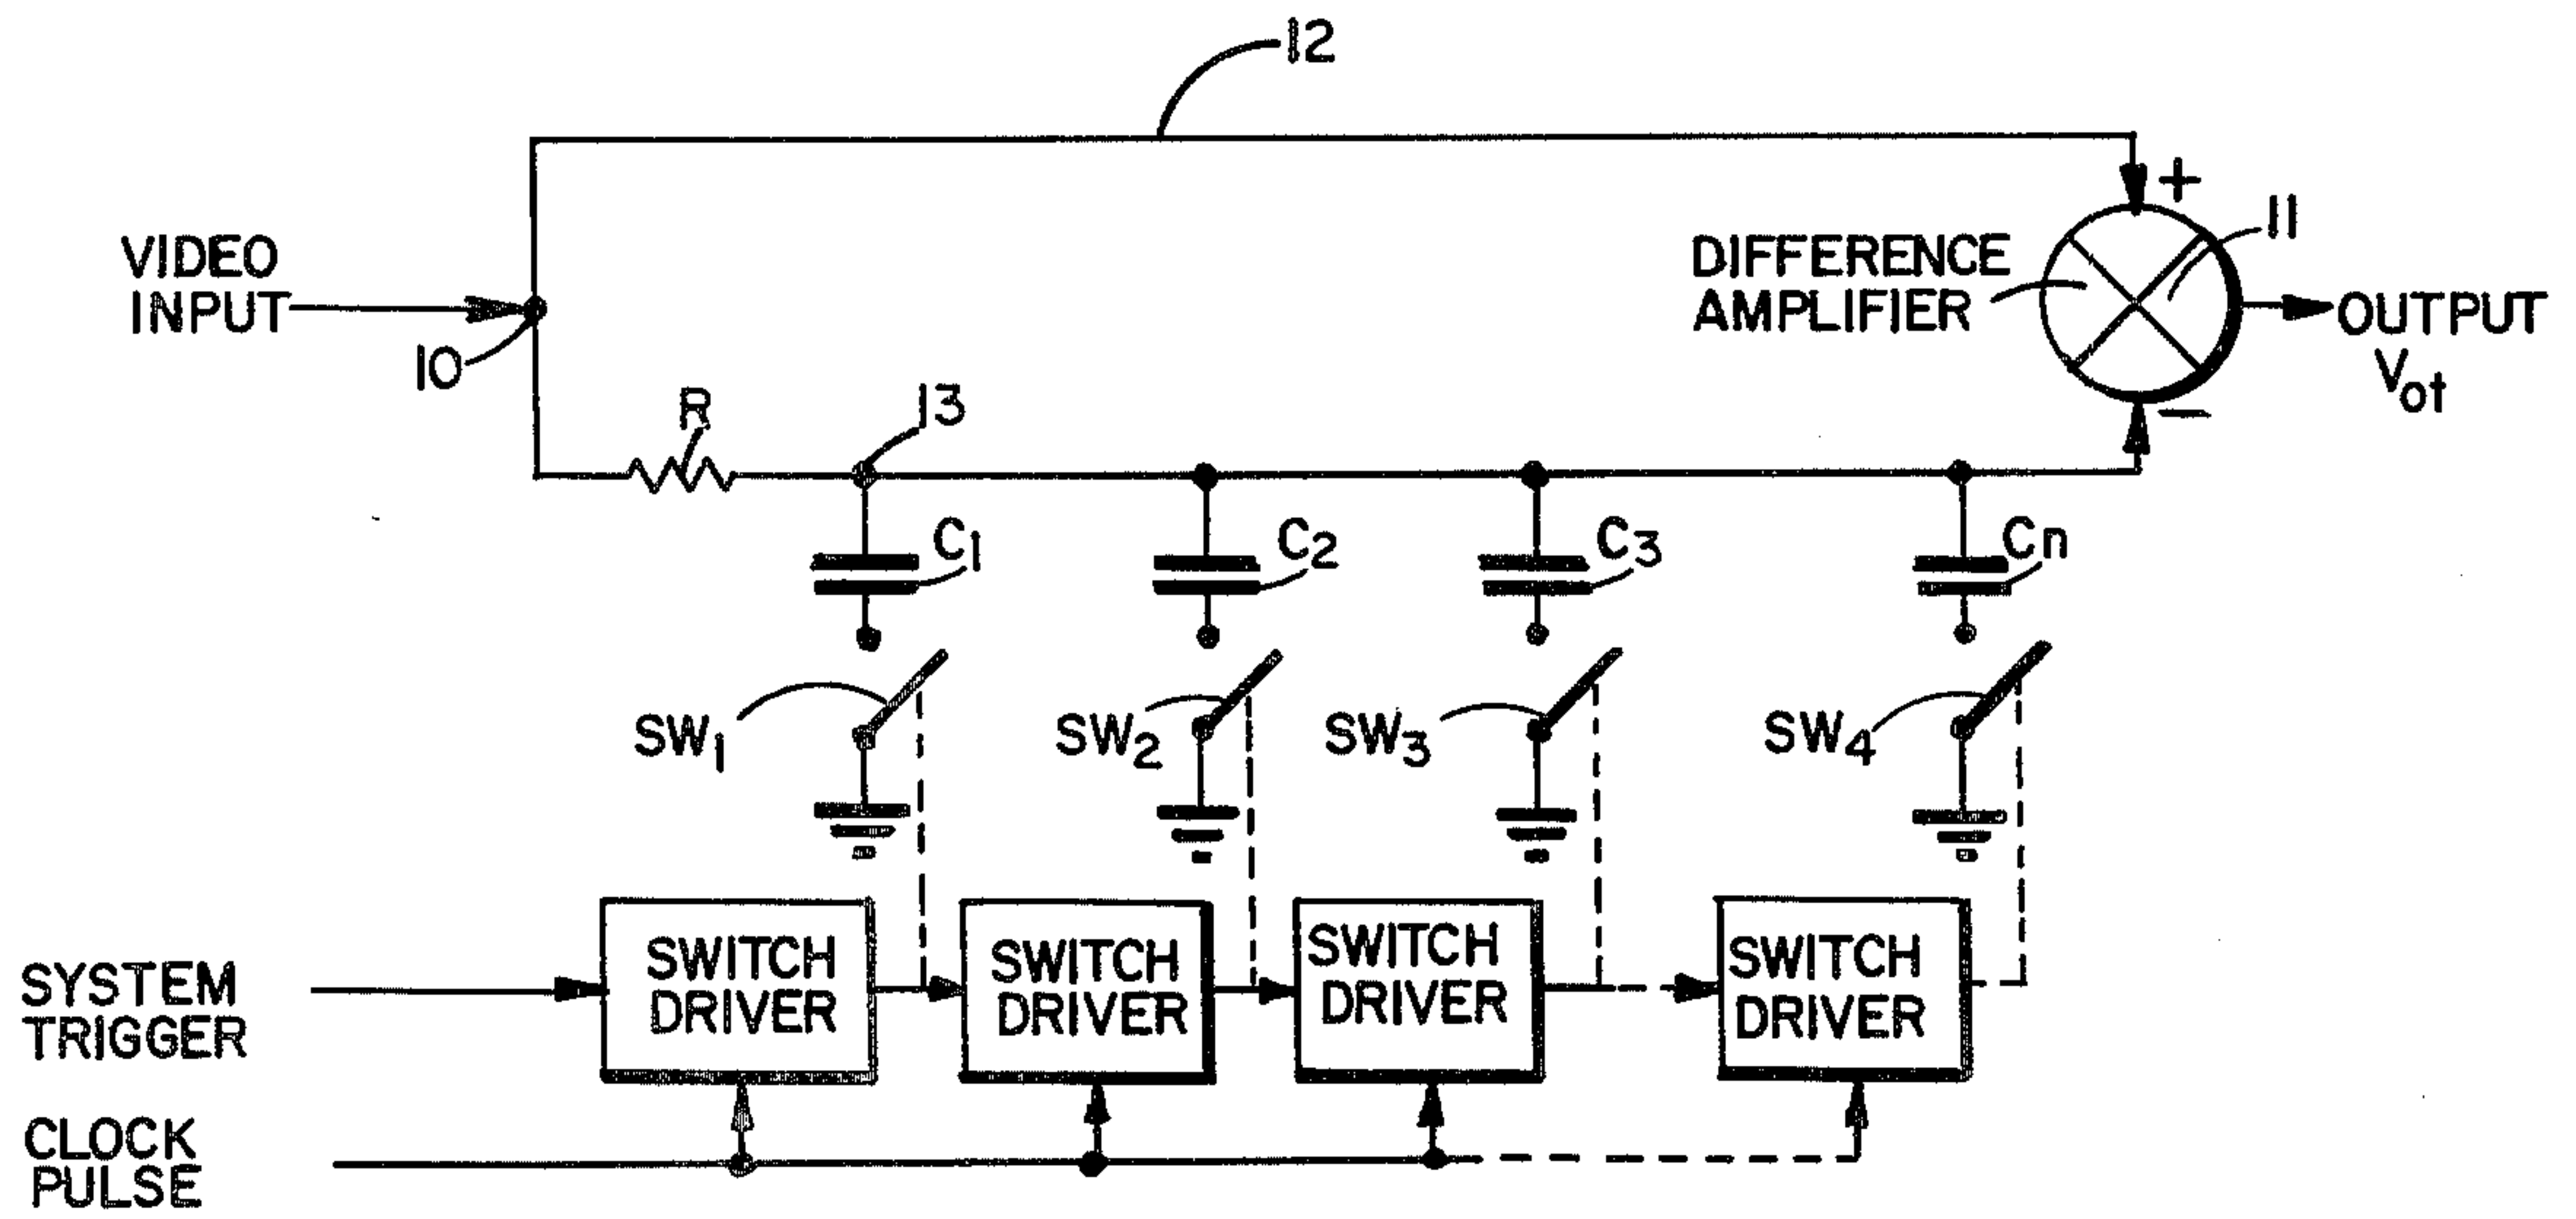 12
VIDEO
INPUT
10
R
13
DIFFERENCE
AMPLIFIER
+
11
−
OUTPUT
Vot
C1
C2
C3
Cn
SW1
SW2
SW3
SW4
SYSTEM
TRIGGER
SWITCH
DRIVER
SWITCH
DRIVER
SWITCH
DRIVER
SWITCH
DRIVER
CLOCK
PULSE